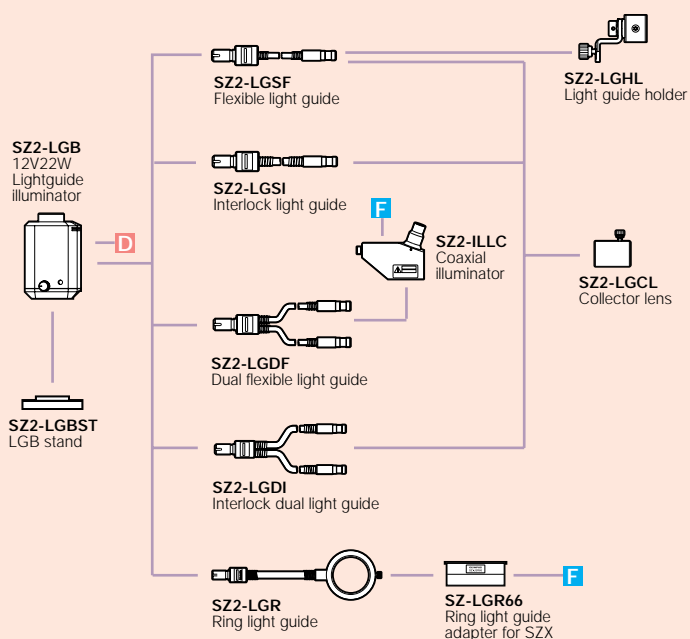 SZ2-LGSF
Flexible light guide
SZ2-LGHL
Light guide holder
SZ2-LGB
12V22W
Lightguide
illuminator
D
SZ2-LGSI
Interlock light guide
F
SZ2-ILLC
Coaxial
illuminator
SZ2-LGCL
Collector lens
SZ2-LGDF
Dual flexible light guide
SZ2-LGBST
LGB stand
SZ2-LGDI
Interlock dual light guide
SZ2-LGR
Ring light guide
SZ-LGR66
Ring light guide
adapter for SZX
F